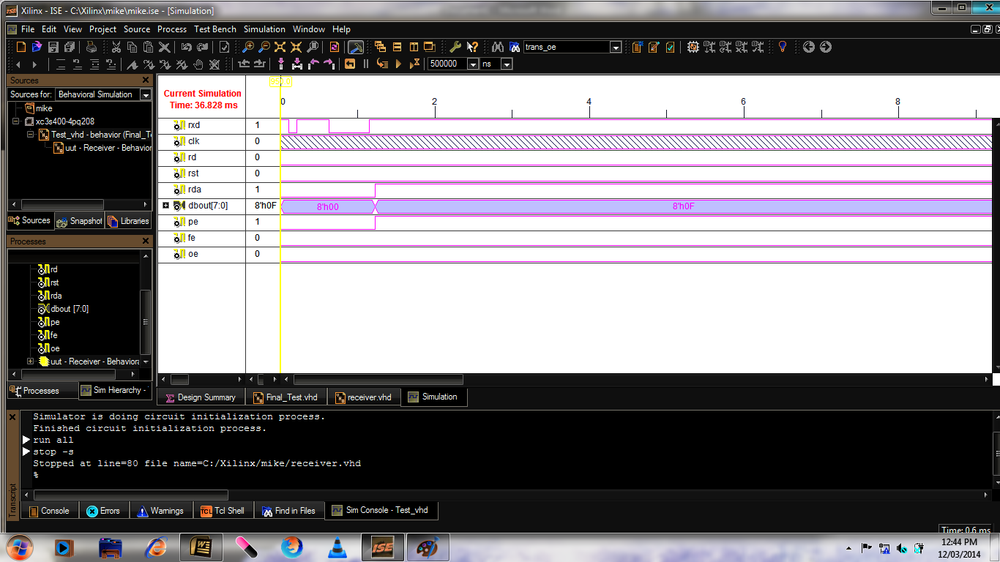 Xilinx - ISE - C:\Xilinx\mike\mike.ise - [Simulation]
File Edit View Project Source Process Test Bench Simulation Window Help
trans_oe
500000 ns
Sources
Sources for: Behavioral Simulation
mike
xc3s400-4pq208
Test_vhd - behavior (Final_T
uut - Receiver - Behavior
Sources Snapshot Libraries
Processes
rd
rst
rda
dbout [7:0]
pe
fe
oe
uut - Receiver - Behaviora
Processes Sim Hierarchy -
Current Simulation
Time: 36.828 ms
0 2 4 6 8
rxd 1
clk 0
rd 0
rst 0
rda 1
dbout[7:0] 8'h0F 8'h00 8'h0F
pe 1
fe 0
oe 0
Design Summary Final_Test.vhd receiver.vhd Simulation
Simulator is doing circuit initialization process.
Finished circuit initialization process.
run all
stop -s
Stopped at line=80 file name=C:/Xilinx/mike/receiver.vhd
%
Transcript
Console Errors Warnings Tcl Shell Find in Files Sim Console - Test_vhd
Time: 0.6 ms
ISE
12:44 PM
12/03/2014